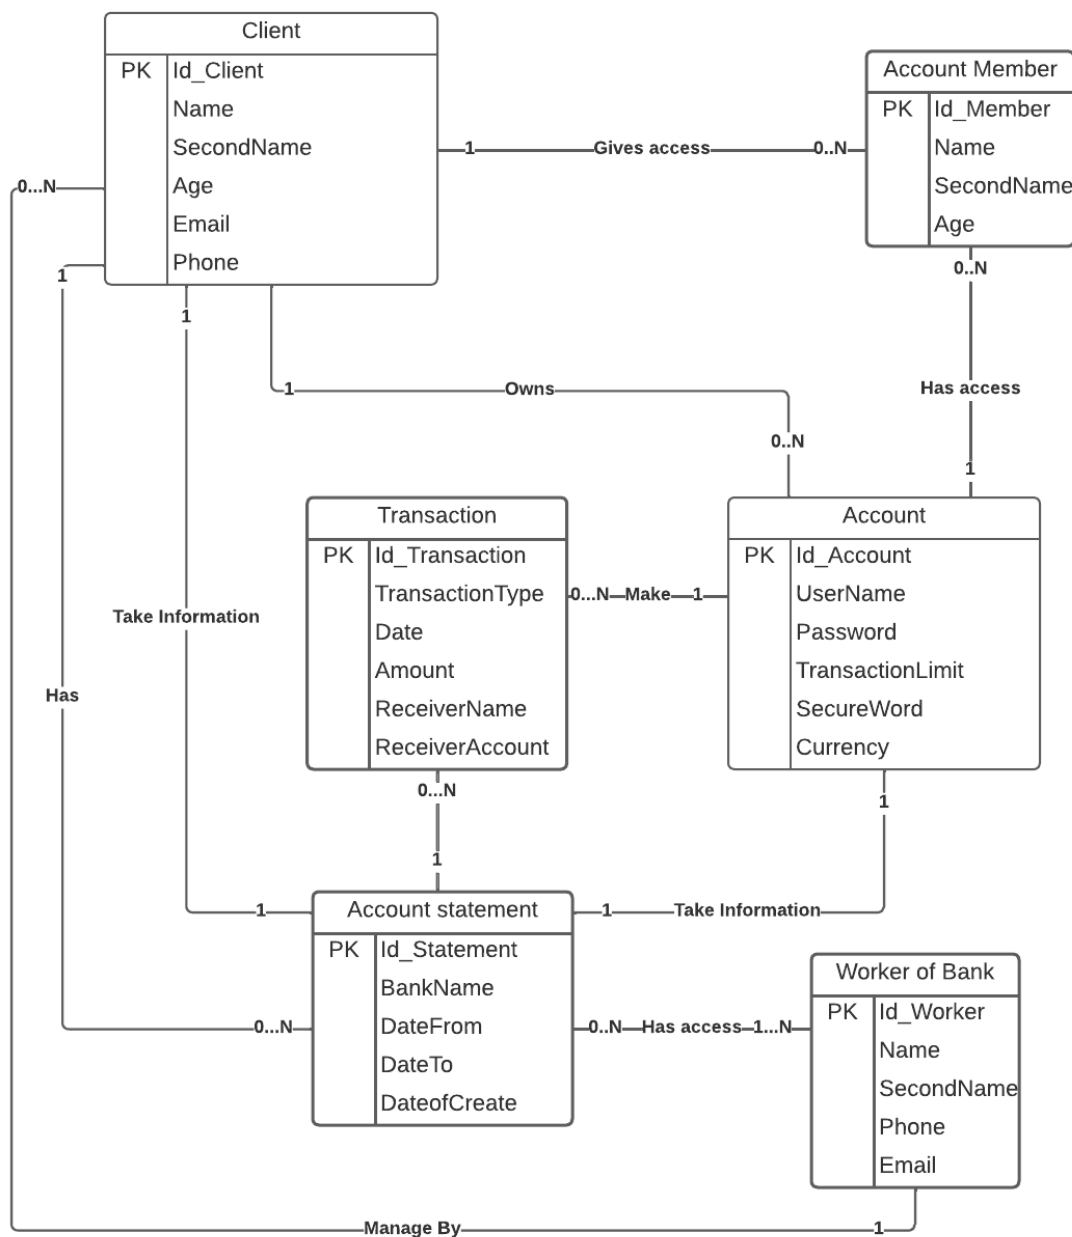 Client
PK Id_Client
Name
SecondName
Age
Email
Phone
Account Member
PK Id_Member
Name
SecondName
Age
1 Gives access 0..N
0...N
1
1
0..N
Has access
1
1 Owns
0..N
Transaction
PK Id_Transaction
TransactionType
Date
Amount
ReceiverName
ReceiverAccount
0...N Make 1
Account
PK Id_Account
UserName
Password
TransactionLimit
SecureWord
Currency
Take Information
Has
0...N
1
1
1 Take Information
1
Account statement
PK Id_Statement
BankName
DateFrom
DateTo
DateofCreate
0...N
0..N Has access 1...N
Worker of Bank
PK Id_Worker
Name
SecondName
Phone
Email
Manage By 1